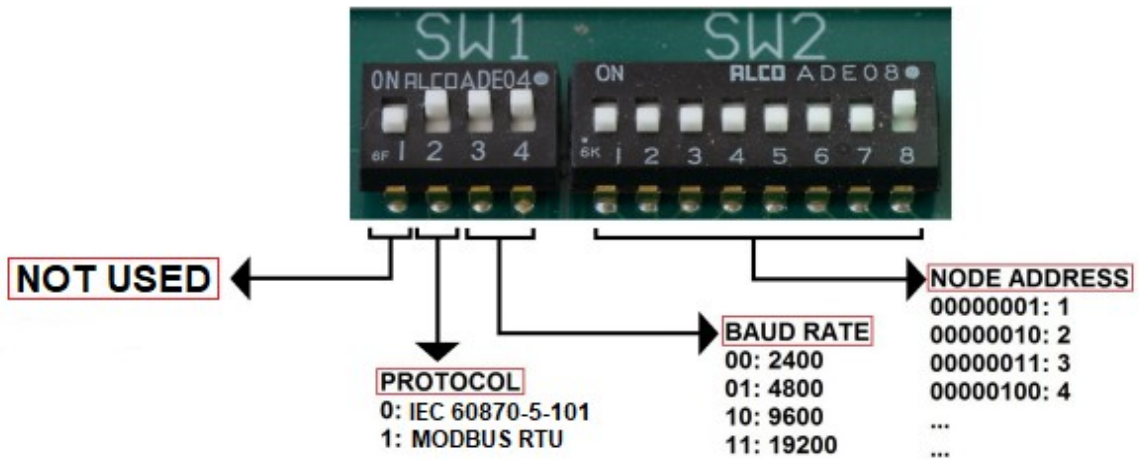 SW1
SW2
ON ALCO ADE04
ON ALCO ADE08
6F 1 2 3 4
6K 1 2 3 4 5 6 7 8
NOT USED
PROTOCOL
0: IEC 60870-5-101
1: MODBUS RTU
BAUD RATE
00: 2400
01: 4800
10: 9600
11: 19200
NODE ADDRESS
00000001: 1
00000010: 2
00000011: 3
00000100: 4
...
...